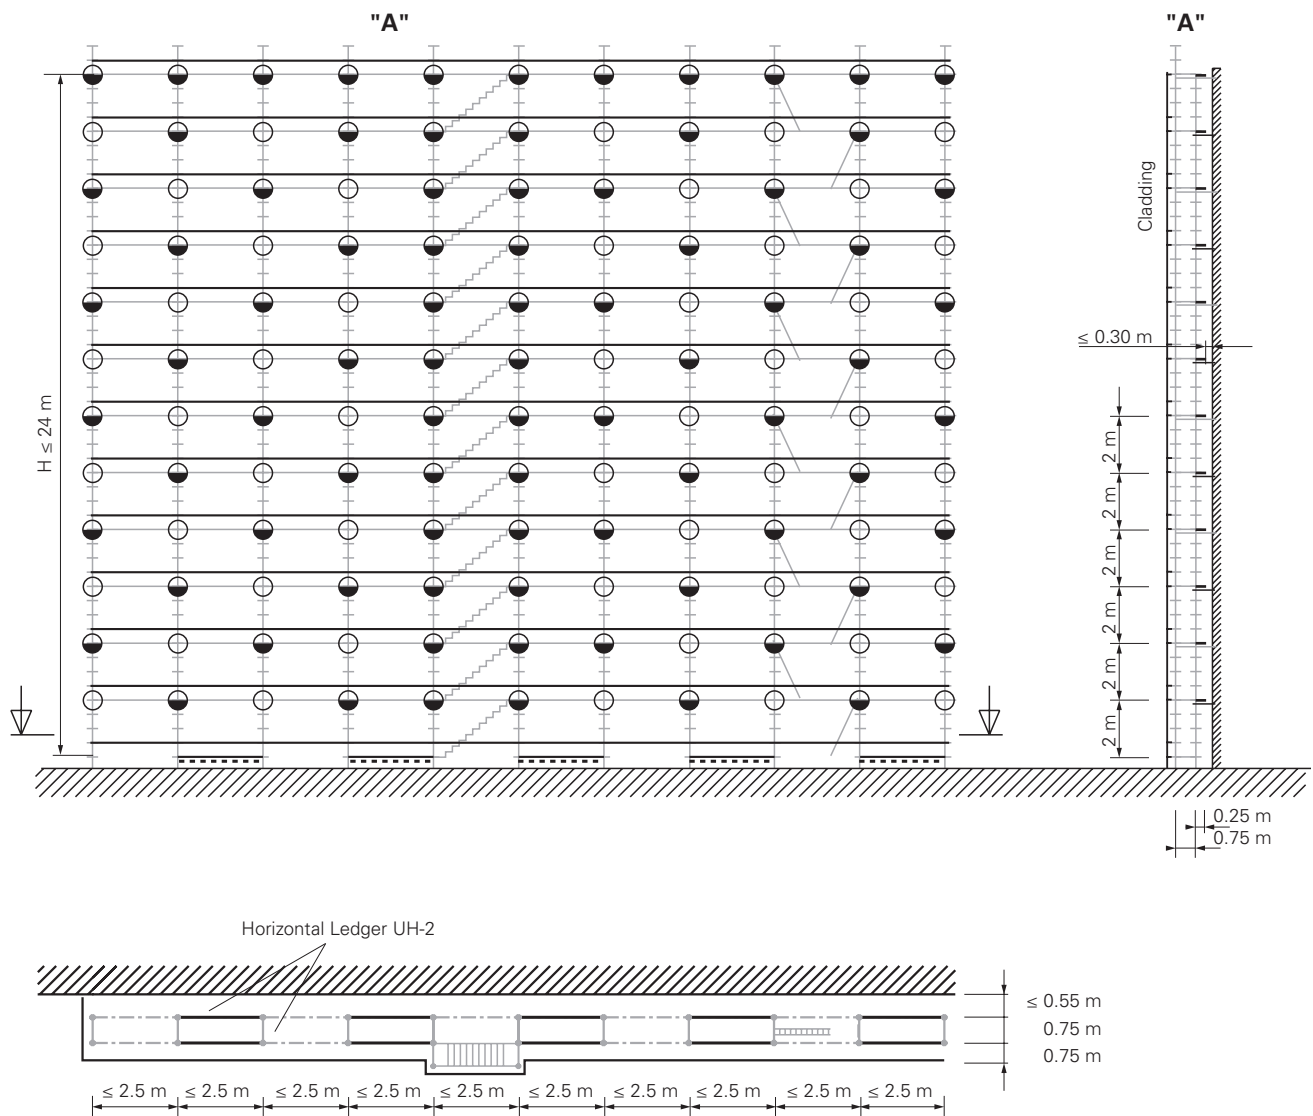 "A"
"A"
H ≤ 24 m
Cladding
≤ 0.30 m
2 m
2 m
2 m
2 m
2 m
2 m
0.25 m
0.75 m
Horizontal Ledger UH-2
≤ 0.55 m
0.75 m
0.75 m
≤ 2.5 m ≤ 2.5 m ≤ 2.5 m ≤ 2.5 m ≤ 2.5 m ≤ 2.5 m ≤ 2.5 m ≤ 2.5 m ≤ 2.5 m ≤ 2.5 m